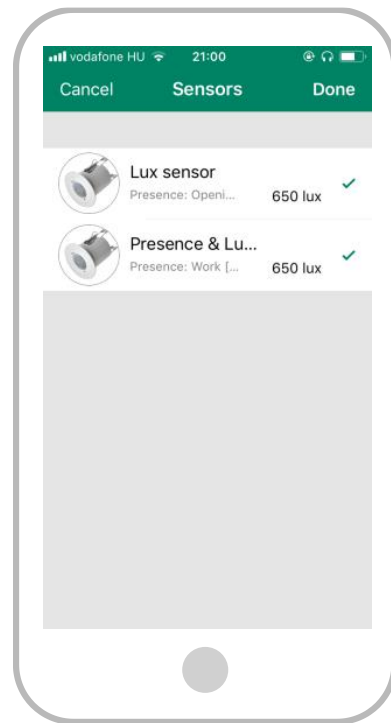 vodafone HU 21:00
Cancel Sensors Done
Lux sensor
Presence: Openi... 650 lux
Presence & Lu...
Presence: Work [... 650 lux